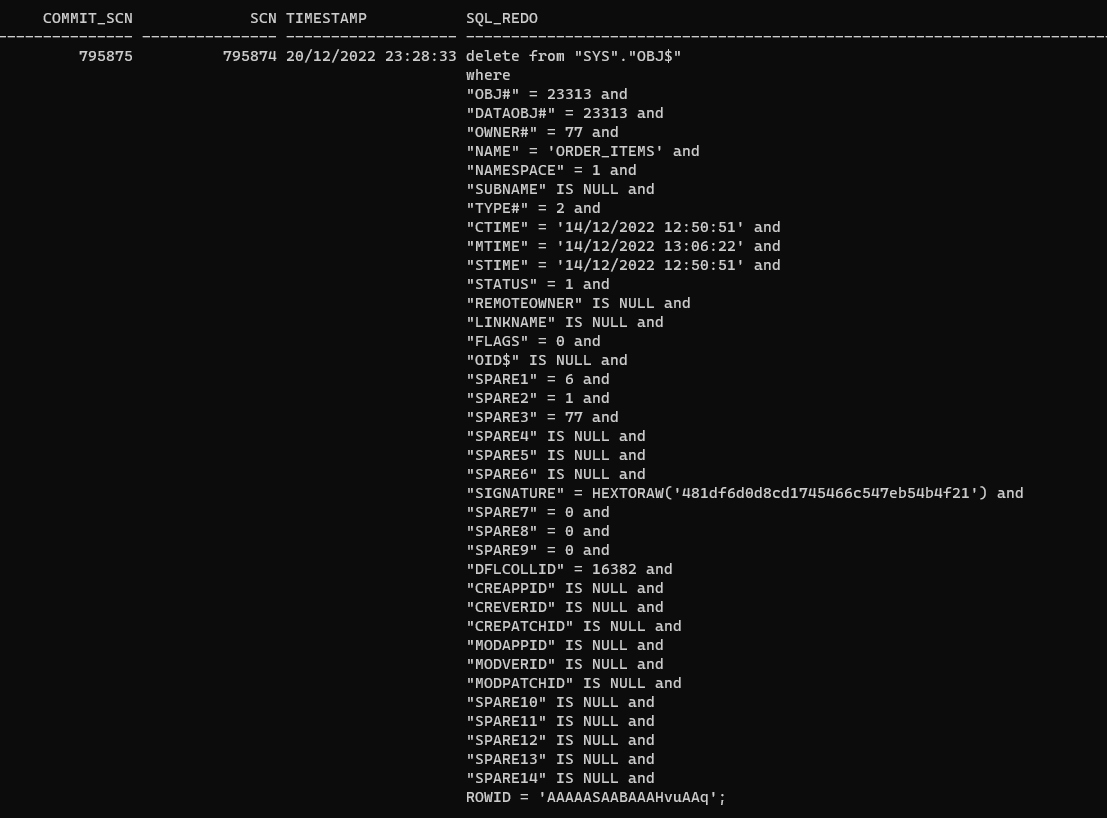 COMMIT_SCN SCN TIMESTAMP SQL_REDO
--------------- --------------- ------------------- -----------------------------------------------------------------------
795875 795874 20/12/2022 23:28:33 delete from "SYS"."OBJ$"
where
"OBJ#" = 23313 and
"DATAOBJ#" = 23313 and
"OWNER#" = 77 and
"NAME" = 'ORDER_ITEMS' and
"NAMESPACE" = 1 and
"SUBNAME" IS NULL and
"TYPE#" = 2 and
"CTIME" = '14/12/2022 12:50:51' and
"MTIME" = '14/12/2022 13:06:22' and
"STIME" = '14/12/2022 12:50:51' and
"STATUS" = 1 and
"REMOTEOWNER" IS NULL and
"LINKNAME" IS NULL and
"FLAGS" = 0 and
"OID$" IS NULL and
"SPARE1" = 6 and
"SPARE2" = 1 and
"SPARE3" = 77 and
"SPARE4" IS NULL and
"SPARE5" IS NULL and
"SPARE6" IS NULL and
"SIGNATURE" = HEXTORAW('481df6d0d8cd1745466c547eb54b4f21') and
"SPARE7" = 0 and
"SPARE8" = 0 and
"SPARE9" = 0 and
"DFLCOLLID" = 16382 and
"CREAPPID" IS NULL and
"CREVERID" IS NULL and
"CREPATCHID" IS NULL and
"MODAPPID" IS NULL and
"MODVERID" IS NULL and
"MODPATCHID" IS NULL and
"SPARE10" IS NULL and
"SPARE11" IS NULL and
"SPARE12" IS NULL and
"SPARE13" IS NULL and
"SPARE14" IS NULL and
ROWID = 'AAAAASAABAAAHvuAAq';